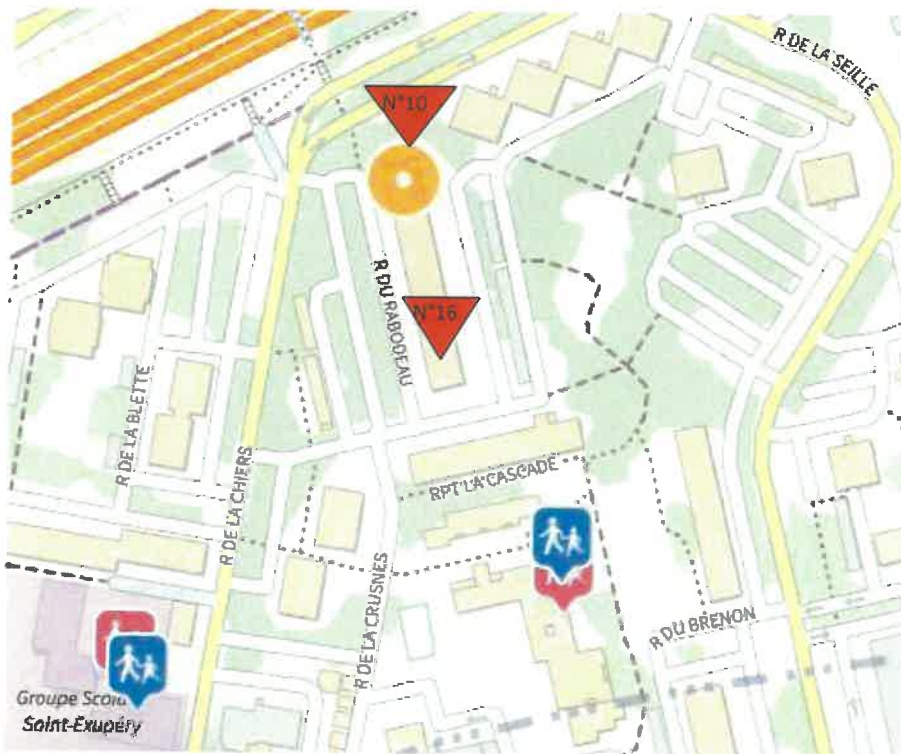 R DE LA SEILLE
N°10
R DU RABODEAU
N°16
R DE LA BLETTE
R DE LA CHIERS
RPT LA CASCADE
R DE LA CRUSNES
R DU BRENON
Groupe
Saint-Exupéry